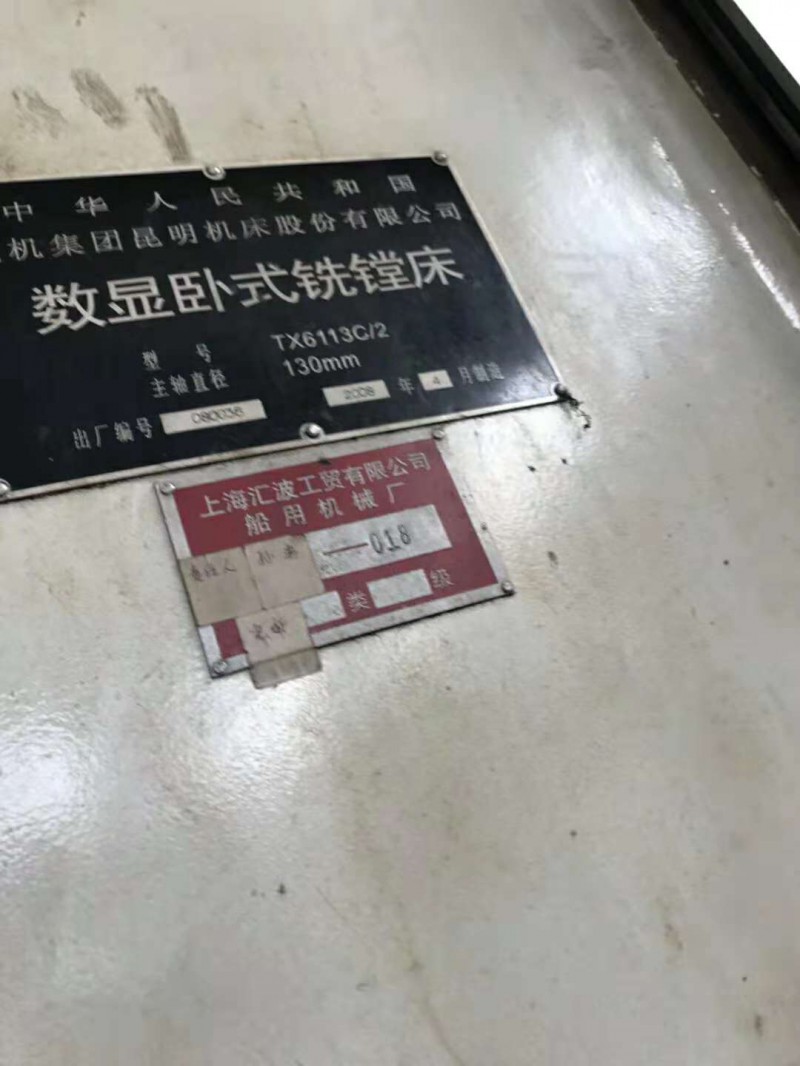 中华人民共和国
机集团昆明机床股份有限公司
数显卧式铣镗床
型号 TX6113C/2
主轴直径 130mm
出厂编号 080036 2008 年 4 月制造
上海汇波工贸有限公司
船用机械厂
—018
责任人
类 级